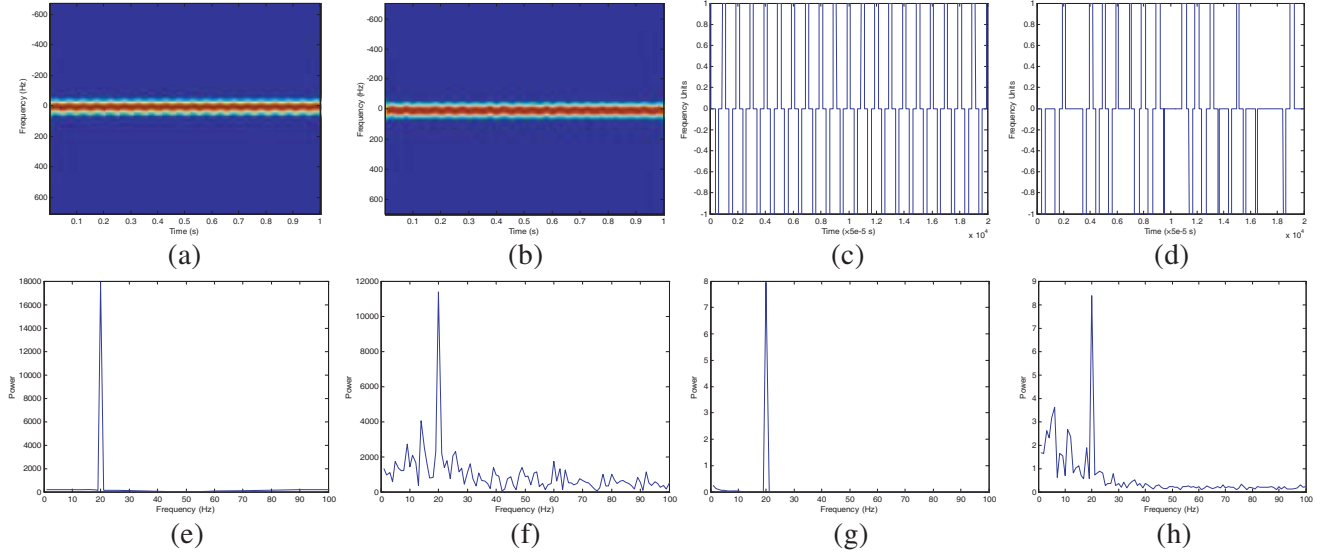 -600
-400
-200
0
200
400
600
Frequency (Hz)
0.1 0.2 0.3 0.4 0.5 0.6 0.7 0.8 0.9 1
Time (s)
(a)
-600
-400
-200
0
200
400
600
Frequency (Hz)
0.1 0.2 0.3 0.4 0.5 0.6 0.7 0.8 0.9 1
Time (s)
(b)
1
0.8
0.6
0.4
0.2
0
-0.2
-0.4
-0.6
-0.8
-1
Frequency Units
0 0.2 0.4 0.6 0.8 1 1.2 1.4 1.6 1.8 2
Time (×5e-5 s)
x 10⁴
(c)
1
0.8
0.6
0.4
0.2
0
-0.2
-0.4
-0.6
-0.8
-1
Frequency Units
0 0.2 0.4 0.6 0.8 1 1.2 1.4 1.6 1.8 2
Time (×5e-5 s)
x 10⁴
(d)
18000
16000
14000
12000
10000
8000
6000
4000
2000
0
Power
0 10 20 30 40 50 60 70 80 90 100
Frequency (Hz)
(e)
12000
10000
8000
6000
4000
2000
0
Power
0 10 20 30 40 50 60 70 80 90 100
Frequency (Hz)
(f)
8
7
6
5
4
3
2
1
0
Power
0 10 20 30 40 50 60 70 80 90 100
Frequency (Hz)
(g)
9
8
7
6
5
4
3
2
1
0
Power
0 10 20 30 40 50 60 70 80 90 100
Frequency (Hz)
(h)